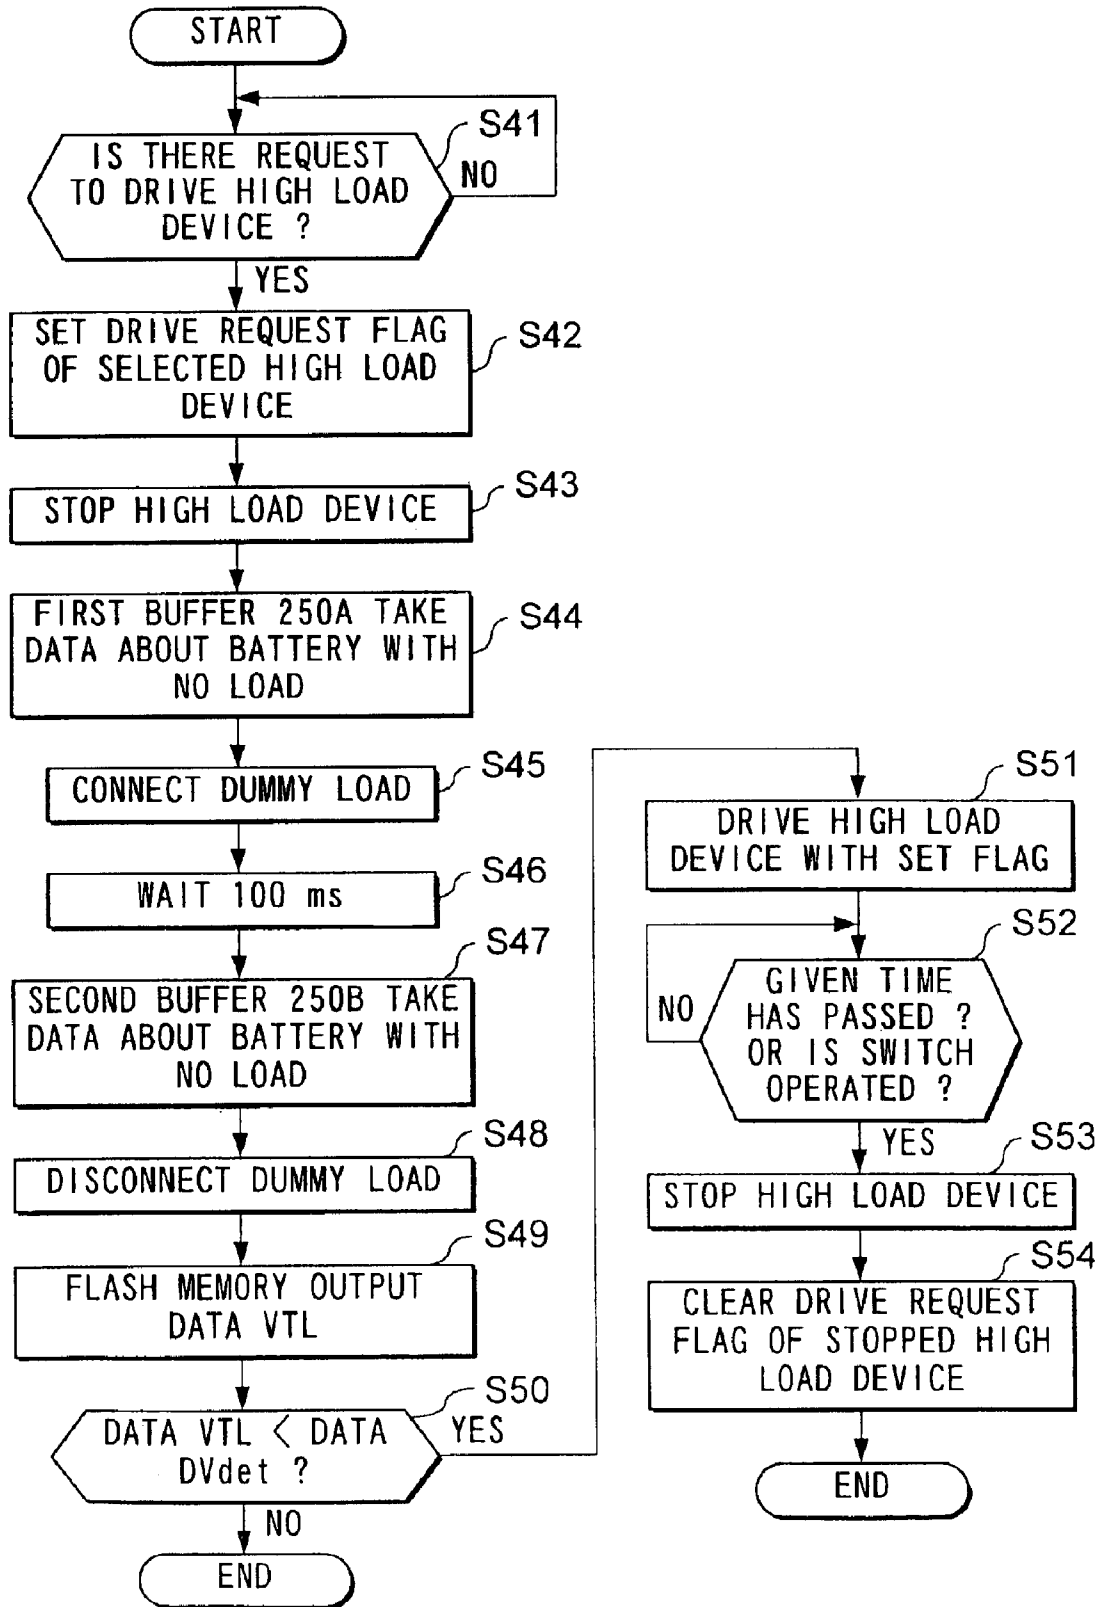 START
S41
IS THERE REQUEST
TO DRIVE HIGH LOAD
DEVICE ?
NO
YES
SET DRIVE REQUEST FLAG
OF SELECTED HIGH LOAD
DEVICE
S42
STOP HIGH LOAD DEVICE
S43
FIRST BUFFER 250A TAKE
DATA ABOUT BATTERY WITH
NO LOAD
S44
CONNECT DUMMY LOAD
S45
WAIT 100 ms
S46
SECOND BUFFER 250B TAKE
DATA ABOUT BATTERY WITH
NO LOAD
S47
DISCONNECT DUMMY LOAD
S48
FLASH MEMORY OUTPUT
DATA VTL
S49
DATA VTL < DATA
DVdet ?
S50
YES
NO
END
DRIVE HIGH LOAD
DEVICE WITH SET FLAG
S51
GIVEN TIME
HAS PASSED ?
OR IS SWITCH
OPERATED ?
S52
NO
YES
STOP HIGH LOAD DEVICE
S53
CLEAR DRIVE REQUEST
FLAG OF STOPPED HIGH
LOAD DEVICE
S54
END